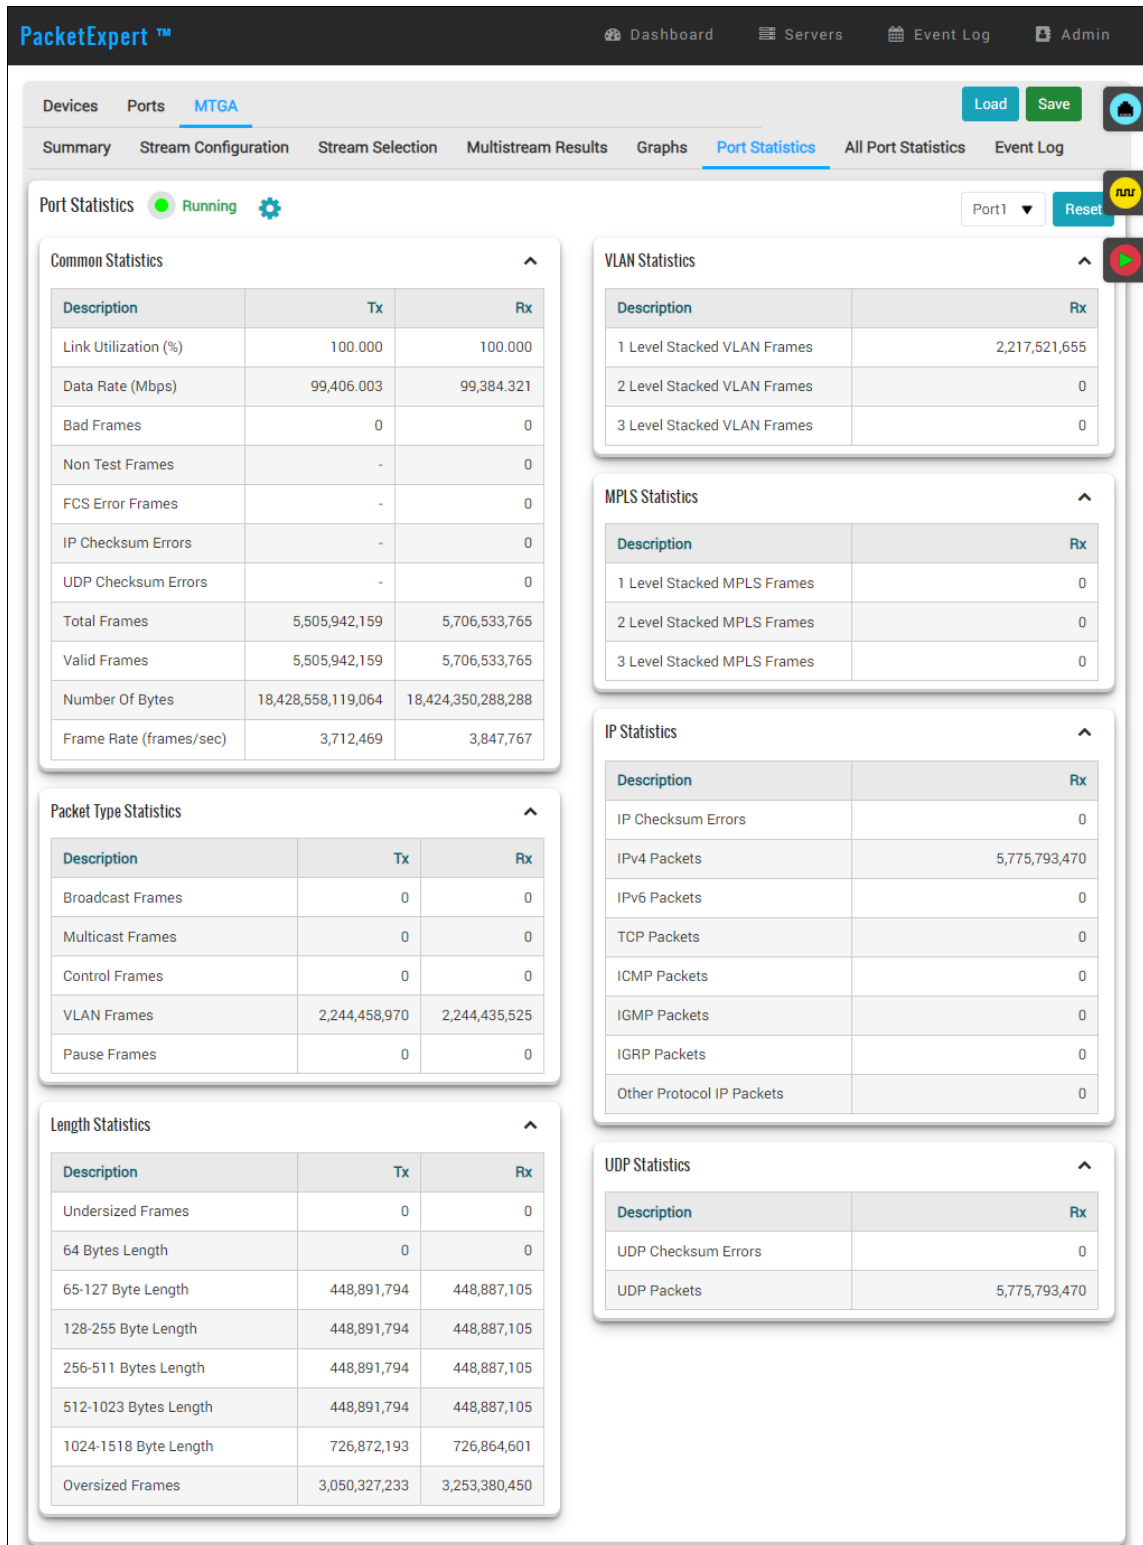 PacketExpert ™
Dashboard Servers Event Log Admin
Devices Ports MTGA Load Save
Summary Stream Configuration Stream Selection Multistream Results Graphs Port Statistics All Port Statistics Event Log
Port Statistics Running Port1 Reset
Common Statistics
Description Tx Rx
Link Utilization (%) 100.000 100.000
Data Rate (Mbps) 99,406.003 99,384.321
Bad Frames 0 0
Non Test Frames - 0
FCS Error Frames - 0
IP Checksum Errors - 0
UDP Checksum Errors - 0
Total Frames 5,505,942,159 5,706,533,765
Valid Frames 5,505,942,159 5,706,533,765
Number Of Bytes 18,428,558,119,064 18,424,350,288,288
Frame Rate (frames/sec) 3,712,469 3,847,767
Packet Type Statistics
Description Tx Rx
Broadcast Frames 0 0
Multicast Frames 0 0
Control Frames 0 0
VLAN Frames 2,244,458,970 2,244,435,525
Pause Frames 0 0
Length Statistics
Description Tx Rx
Undersized Frames 0 0
64 Bytes Length 0 0
65-127 Byte Length 448,891,794 448,887,105
128-255 Byte Length 448,891,794 448,887,105
256-511 Bytes Length 448,891,794 448,887,105
512-1023 Bytes Length 448,891,794 448,887,105
1024-1518 Byte Length 726,872,193 726,864,601
Oversized Frames 3,050,327,233 3,253,380,450
VLAN Statistics
Description Rx
1 Level Stacked VLAN Frames 2,217,521,655
2 Level Stacked VLAN Frames 0
3 Level Stacked VLAN Frames 0
MPLS Statistics
Description Rx
1 Level Stacked MPLS Frames 0
2 Level Stacked MPLS Frames 0
3 Level Stacked MPLS Frames 0
IP Statistics
Description Rx
IP Checksum Errors 0
IPv4 Packets 5,775,793,470
IPv6 Packets 0
TCP Packets 0
ICMP Packets 0
IGMP Packets 0
IGRP Packets 0
Other Protocol IP Packets 0
UDP Statistics
Description Rx
UDP Checksum Errors 0
UDP Packets 5,775,793,470